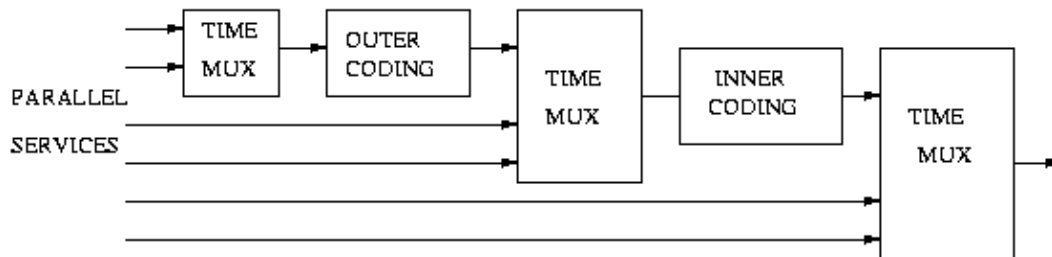 TIME
MUX
OUTER
CODING
TIME
MUX
INNER
CODING
TIME
MUX
PARALLEL
SERVICES